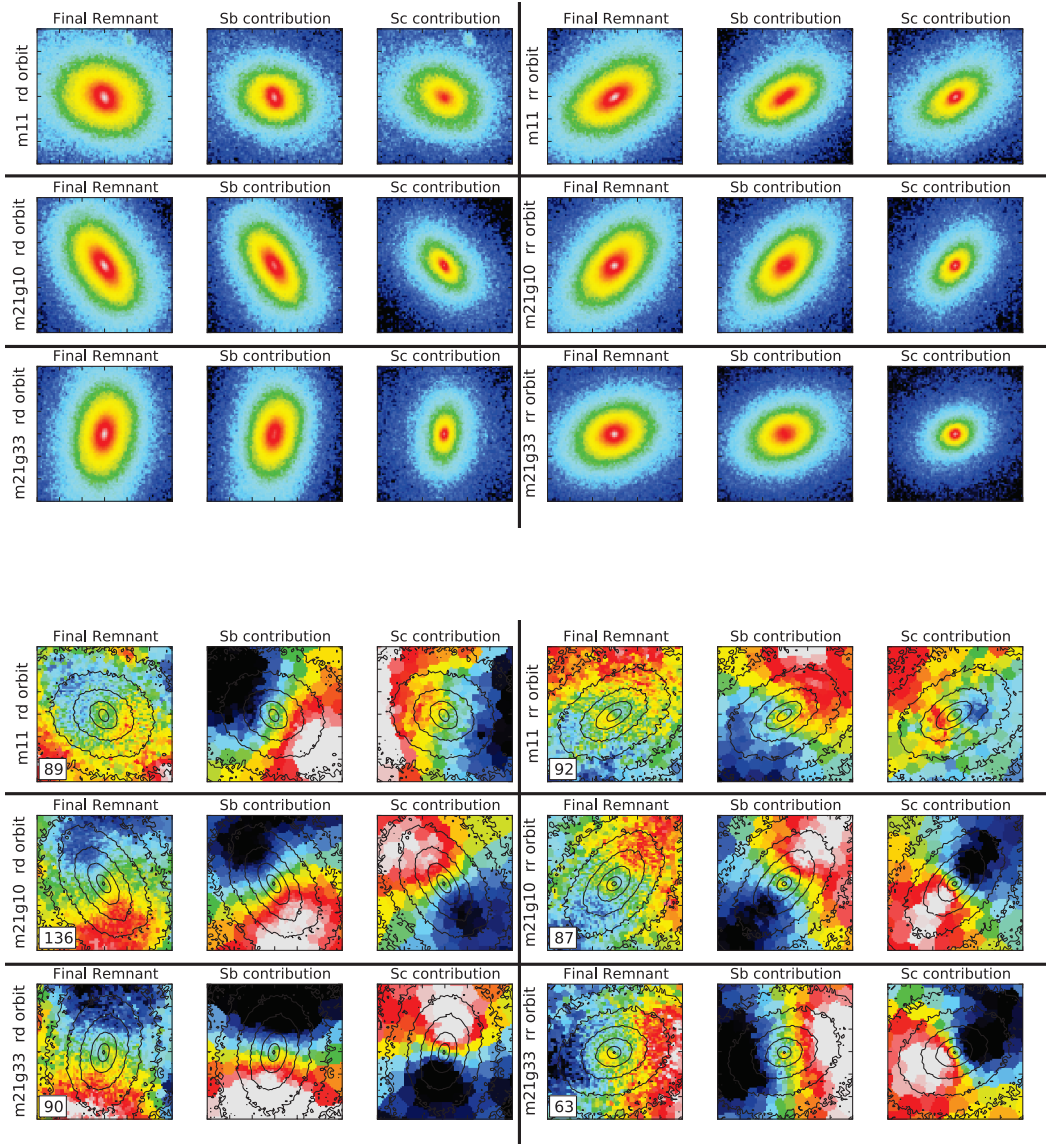 Final Remnant Sb contribution Sc contribution Final Remnant Sb contribution Sc contribution
m11 rd orbit
m11 rr orbit
Final Remnant Sb contribution Sc contribution Final Remnant Sb contribution Sc contribution
m21g10 rd orbit
m21g10 rr orbit
Final Remnant Sb contribution Sc contribution Final Remnant Sb contribution Sc contribution
m21g33 rd orbit
m21g33 rr orbit
Final Remnant Sb contribution Sc contribution Final Remnant Sb contribution Sc contribution
m11 rd orbit
89
m11 rr orbit
92
Final Remnant Sb contribution Sc contribution Final Remnant Sb contribution Sc contribution
m21g10 rd orbit
136
m21g10 rr orbit
87
Final Remnant Sb contribution Sc contribution Final Remnant Sb contribution Sc contribution
m21g33 rd orbit
90
m21g33 rr orbit
63